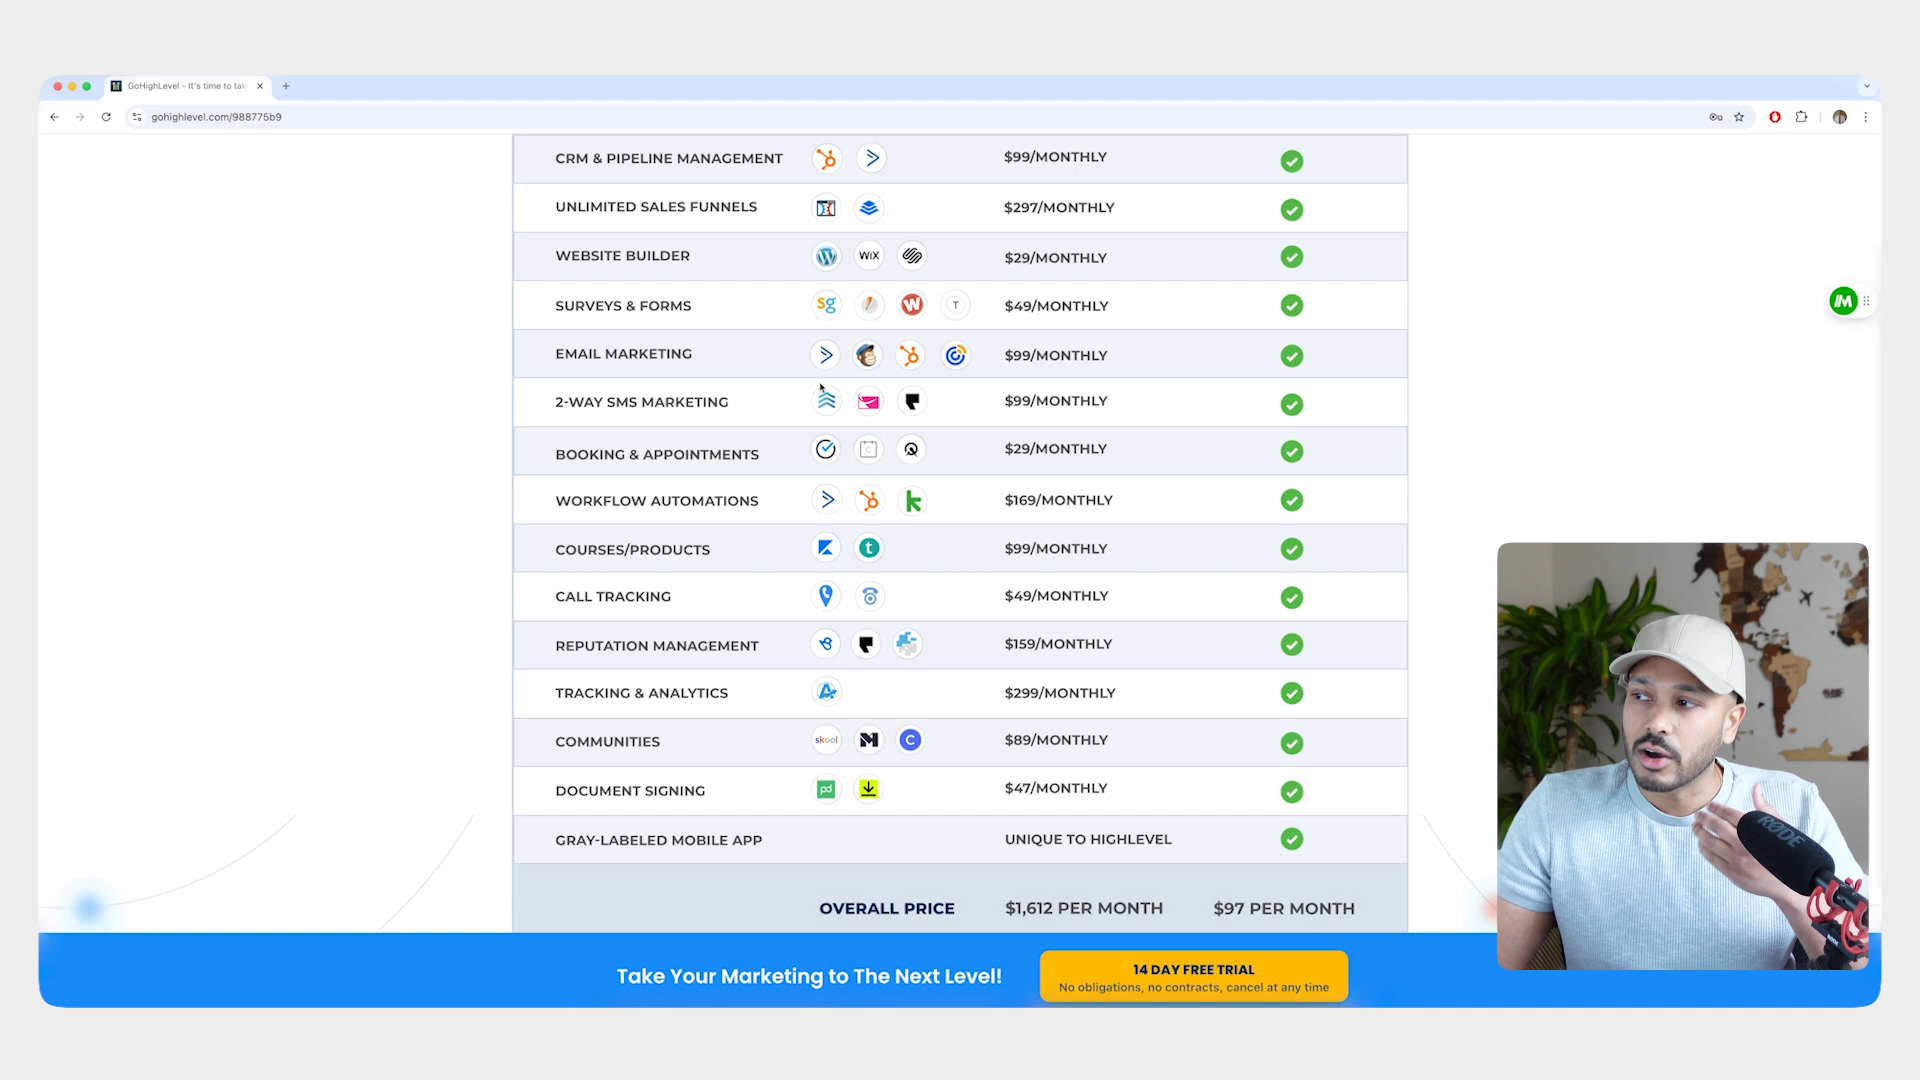 GoHighLevel - It's time to tak
gohighlevel.com/988775b9
CRM & PIPELINE MANAGEMENT $99/MONTHLY
UNLIMITED SALES FUNNELS $297/MONTHLY
WEBSITE BUILDER WiX $29/MONTHLY
SURVEYS & FORMS sg T $49/MONTHLY
EMAIL MARKETING $99/MONTHLY
2-WAY SMS MARKETING $99/MONTHLY
BOOKING & APPOINTMENTS $29/MONTHLY
WORKFLOW AUTOMATIONS $169/MONTHLY
COURSES/PRODUCTS t $99/MONTHLY
CALL TRACKING $49/MONTHLY
REPUTATION MANAGEMENT $159/MONTHLY
TRACKING & ANALYTICS $299/MONTHLY
COMMUNITIES skool C $89/MONTHLY
DOCUMENT SIGNING pd $47/MONTHLY
GRAY-LABELED MOBILE APP UNIQUE TO HIGHLEVEL
OVERALL PRICE $1,612 PER MONTH $97 PER MONTH
Take Your Marketing to The Next Level!
14 DAY FREE TRIAL
No obligations, no contracts, cancel at any time
RØDE